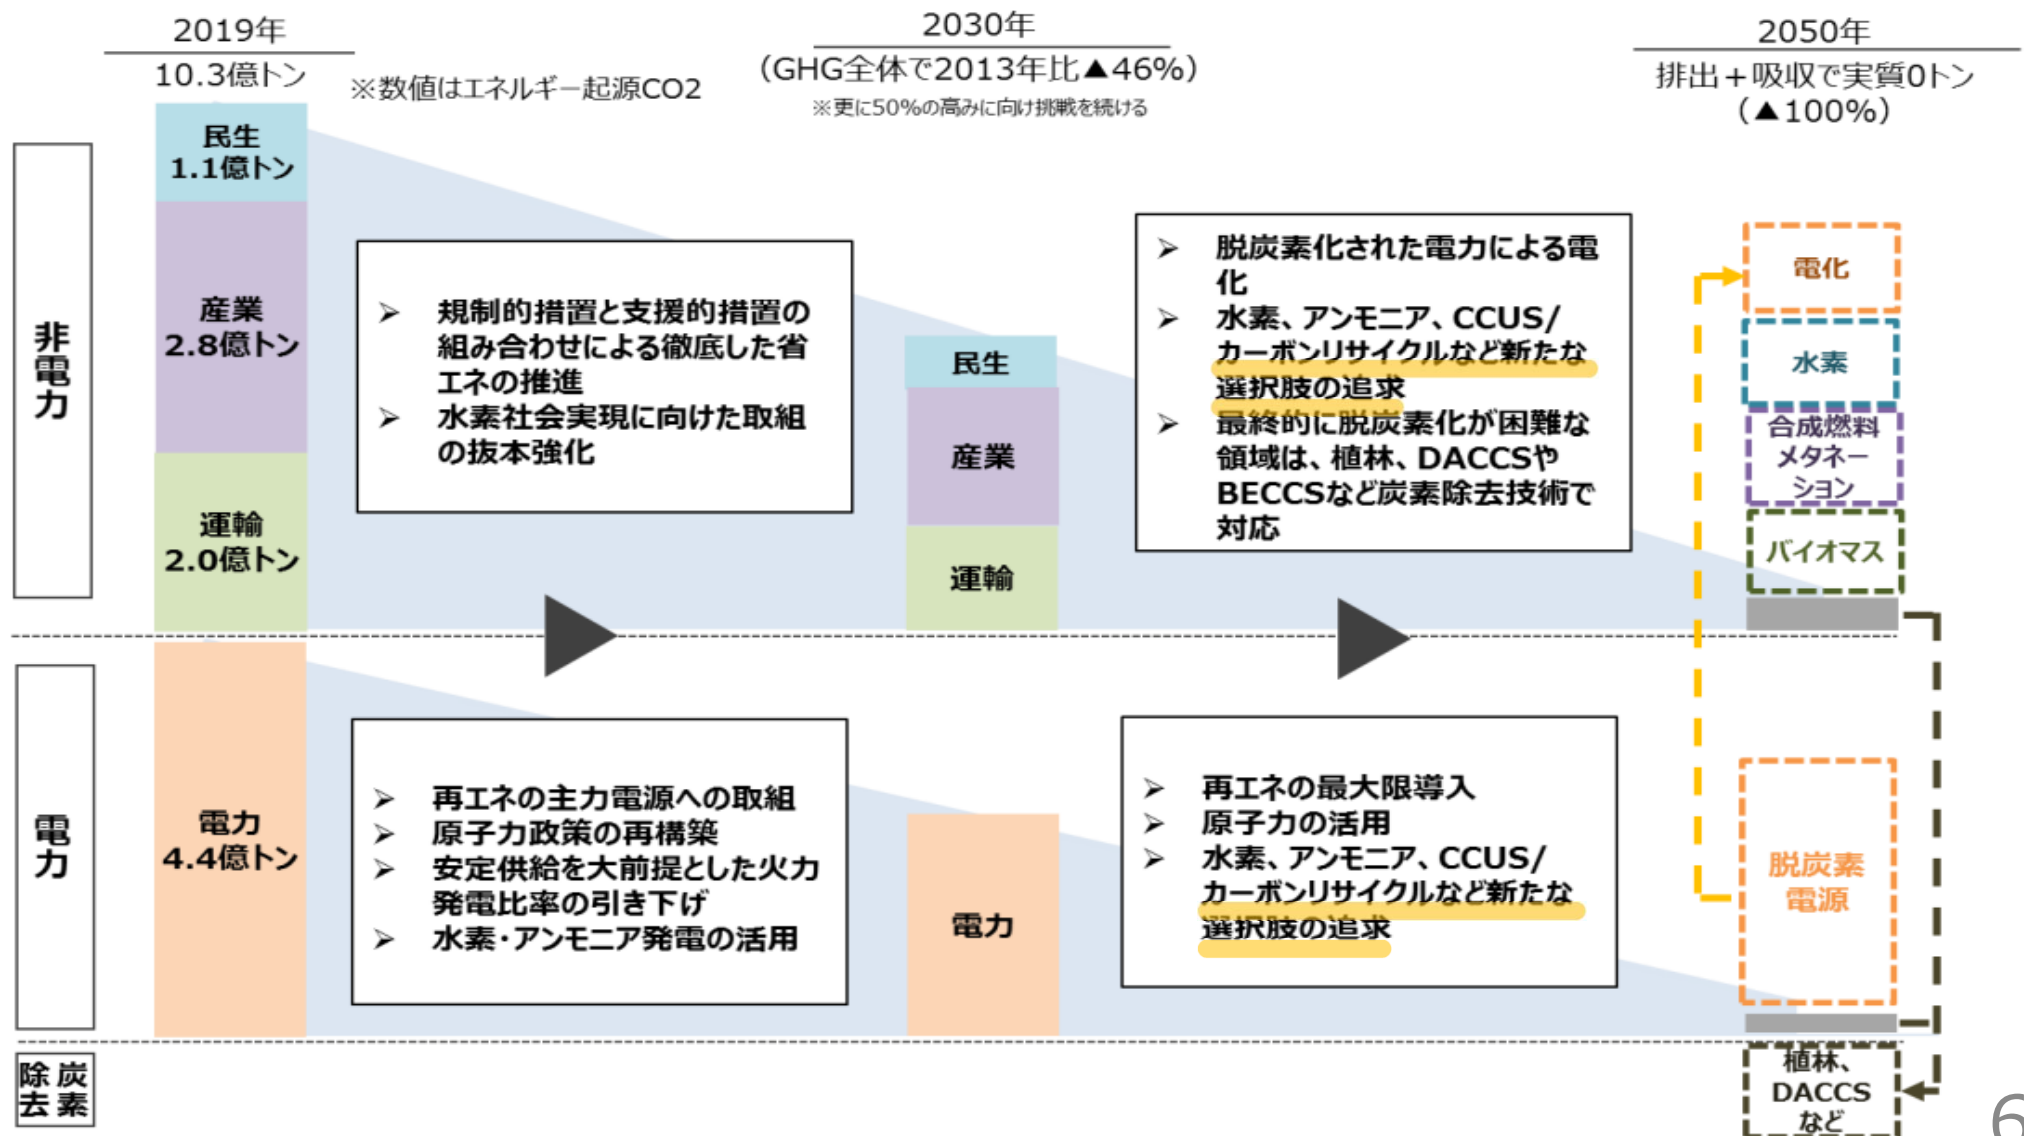 2019年
10.3億トン
※数値はエネルギー起源CO2
2030年
(GHG全体で2013年比▲46%)
※更に50%の高みに向け挑戦を続ける
2050年
排出+吸収で実質0トン
(▲100%)
非電力
民生
1.1億トン
産業
2.8億トン
運輸
2.0億トン
➢ 規制的措置と支援的措置の
組み合わせによる徹底した省
エネの推進
➢ 水素社会実現に向けた取組
の抜本強化
民生
産業
運輸
➢ 脱炭素化された電力による電
化
➢ 水素、アンモニア、CCUS/
カーボンリサイクルなど新たな
選択肢の追求
➢ 最終的に脱炭素化が困難な
領域は、植林、DACCSや
BECCSなど炭素除去技術で
対応
電化
水素
合成燃料
メタネー
ション
バイオマス
電力
電力
4.4億トン
➢ 再エネの主力電源への取組
➢ 原子力政策の再構築
➢ 安定供給を大前提とした火力
発電比率の引き下げ
➢ 水素・アンモニア発電の活用
電力
➢ 再エネの最大限導入
➢ 原子力の活用
➢ 水素、アンモニア、CCUS/
カーボンリサイクルなど新たな
選択肢の追求
脱炭素
電源
炭素
除去
植林、
DACCS
など
6